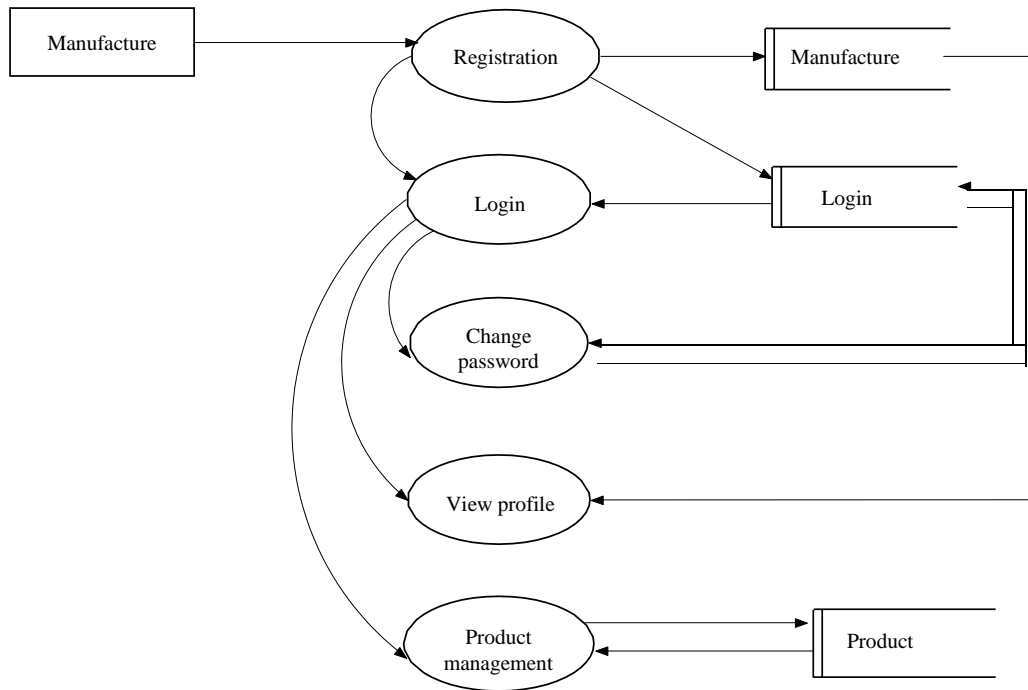 Manufacture
Registration
Manufacture
Login
Login
Change
password
View profile
Product
management
Product